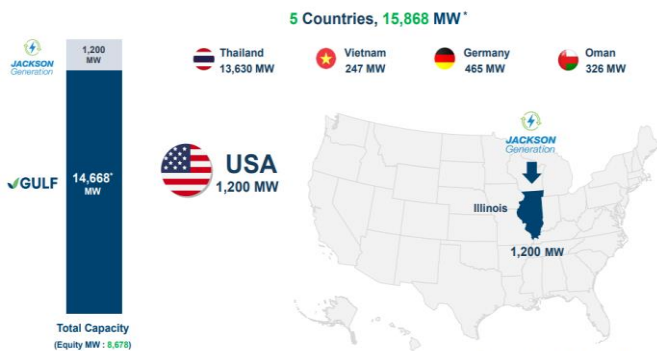 5 Countries, 15,868 MW*
JACKSON
Generation
1,200
MW
Thailand
13,630 MW
Vietnam
247 MW
Germany
465 MW
Oman
326 MW
GULF
14,668*
MW
USA
1,200 MW
JACKSON
Generation
Illinois
1,200 MW
Total Capacity
(Equity MW : 8,678)